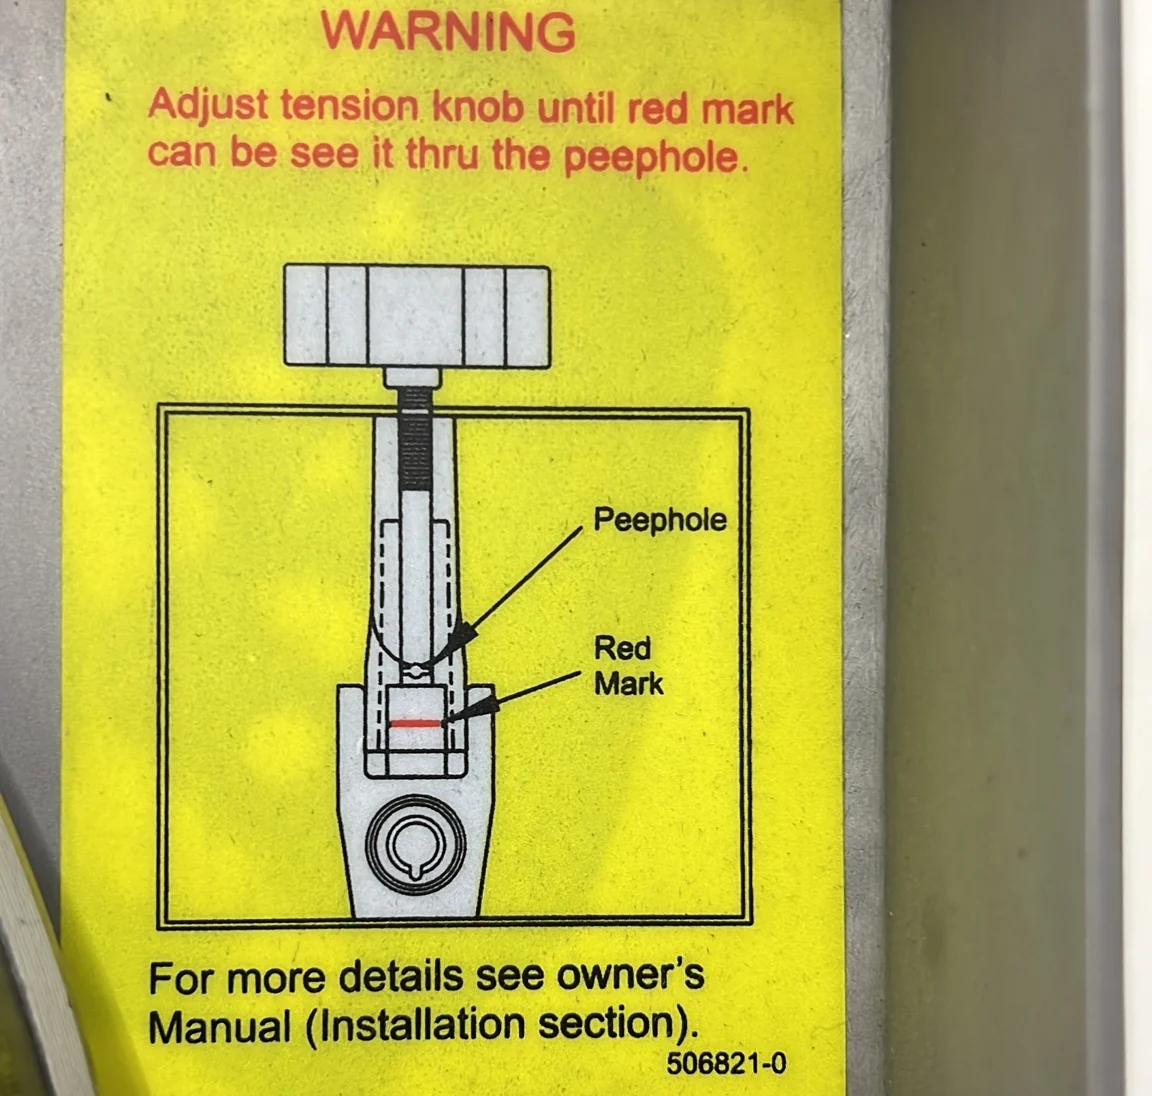 WARNING
Adjust tension knob until red mark
can be see it thru the peephole.
Peephole
Red
Mark
For more details see owner's
Manual (Installation section).
506821-0